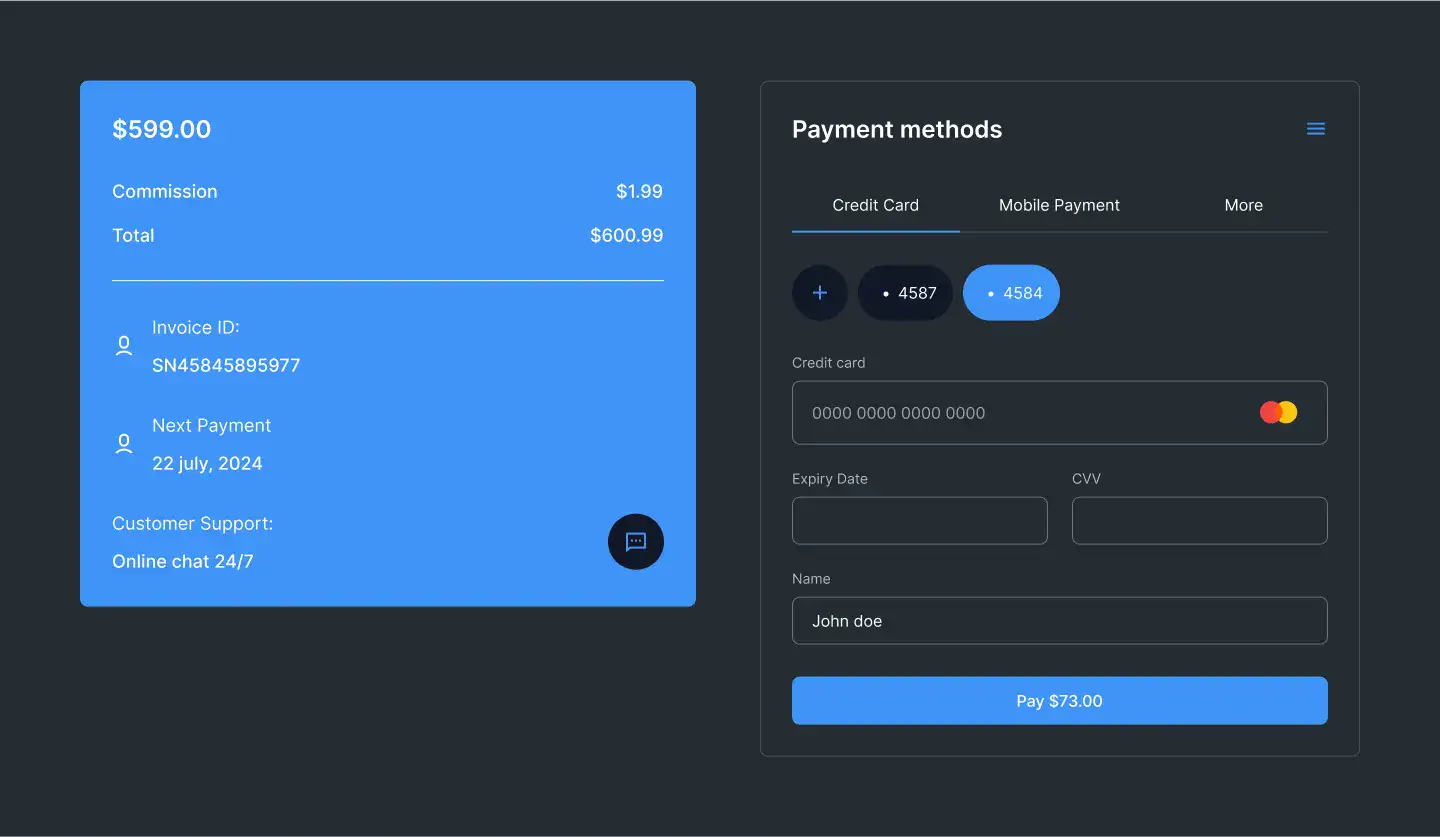 $599.00
Commission $1.99
Total $600.99
Invoice ID:
SN45845895977
Next Payment
22 july, 2024
Customer Support:
Online chat 24/7
Payment methods
Credit Card Mobile Payment More
+ • 4587 • 4584
Credit card
0000 0000 0000 0000
Expiry Date CVV
Name
John doe
Pay $73.00